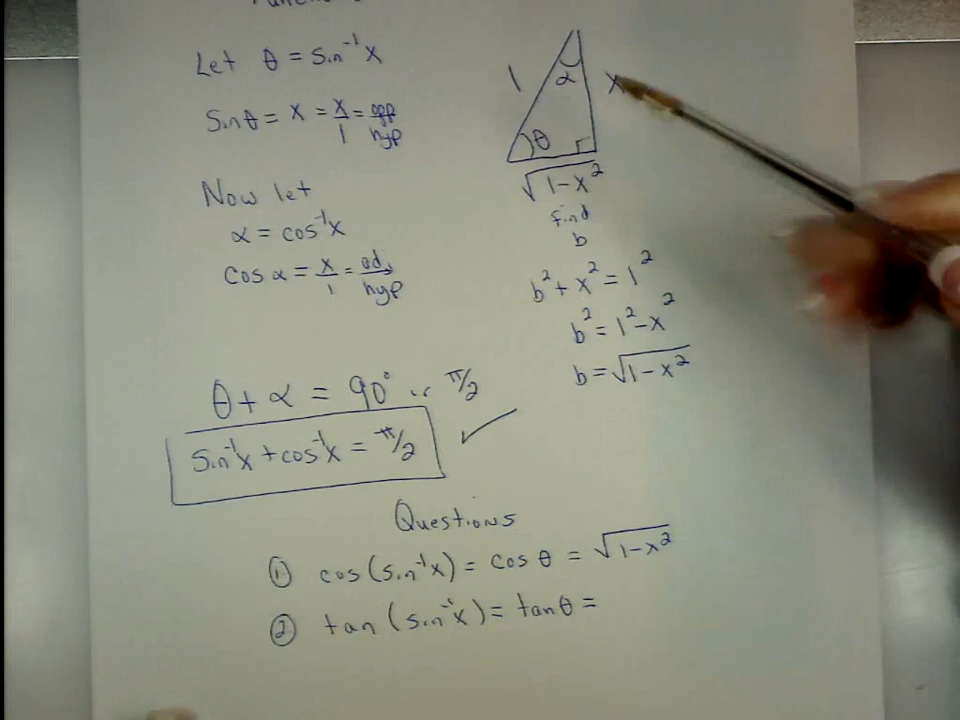 Let θ = sin⁻¹x
sinθ = x = x/1 = opp/hyp
Now let
α = cos⁻¹x
cos α = x/1 = adj/hyp
θ + α = 90° or π/2
sin⁻¹x + cos⁻¹x = π/2 ✓
1
α
x
θ
√(1-x²)
find
b
b² + x² = 1²
b² = 1² - x²
b = √(1-x²)
Questions
① cos(sin⁻¹x) = cos θ = √(1-x²)
② tan(sin⁻¹x) = tanθ =